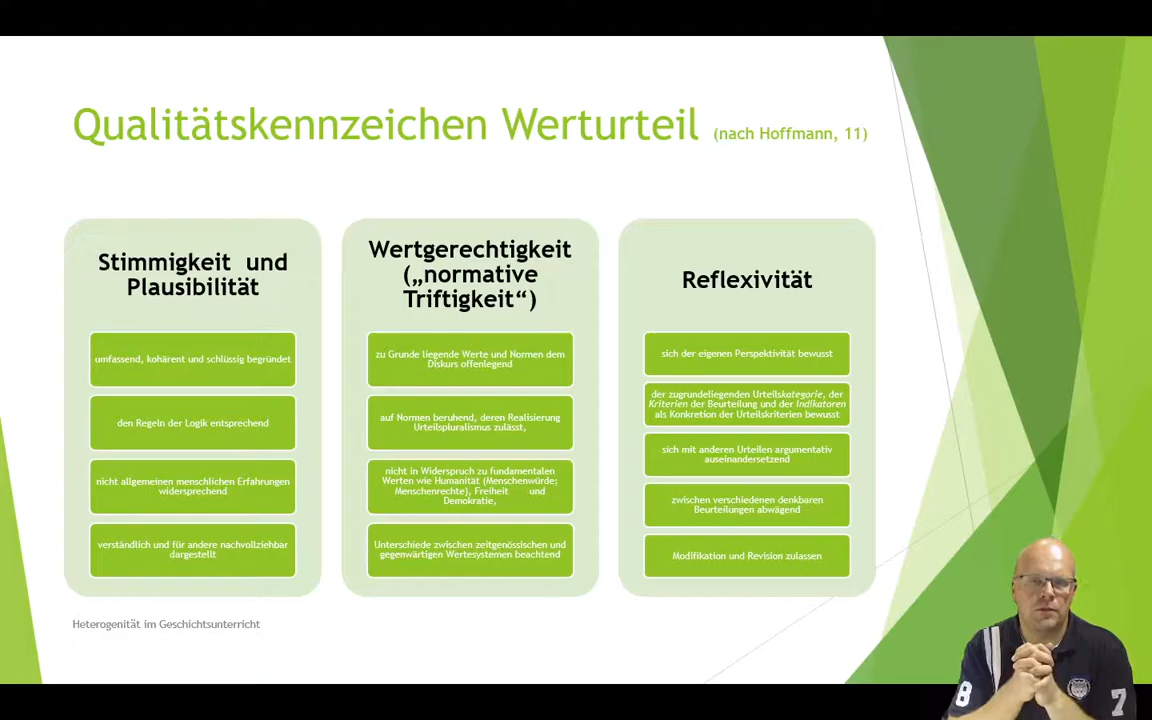 Qualitätskennzeichen Werturteil (nach Hoffmann, 11)
Stimmigkeit und
Plausibilität
umfassend, kohärent und schlüssig begründet
den Regeln der Logik entsprechend
nicht allgemeinen menschlichen Erfahrungen
widersprechend
verständlich und für andere nachvollziehbar
dargestellt
Wertgerechtigkeit
(„normative
Triftigkeit“)
zu Grunde liegende Werte und Normen dem
Diskurs offenlegend
auf Normen beruhend, deren Realisierung
Urteilspluralismus zulässt,
nicht in Widerspruch zu fundamentalen
Werten wie Humanität (Menschenwürde;
Menschenrechte), Freiheit und
Demokratie,
Unterschiede zwischen zeitgenössischen und
gegenwärtigen Wertesystemen beachtend
Reflexivität
sich der eigenen Perspektivität bewusst
der zugrundeliegenden Urteilskategorie, der
Kriterien der Beurteilung und der Indikatoren
als Konkretion der Urteilskriterien bewusst
sich mit anderen Urteilen argumentativ
auseinandersetzend
zwischen verschiedenen denkbaren
Beurteilungen abwägend
Modifikation und Revision zulassen
Heterogenität im Geschichtsunterricht
8
7